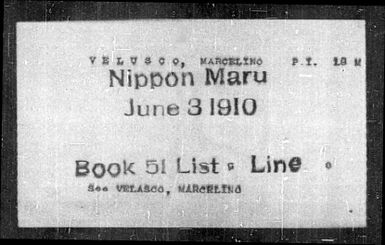 VELUSCO, MARCELINO P.I. 18 M
Nippon Maru
June 3 1910
Book 51 List Line
See VELASCO, MARCELINO